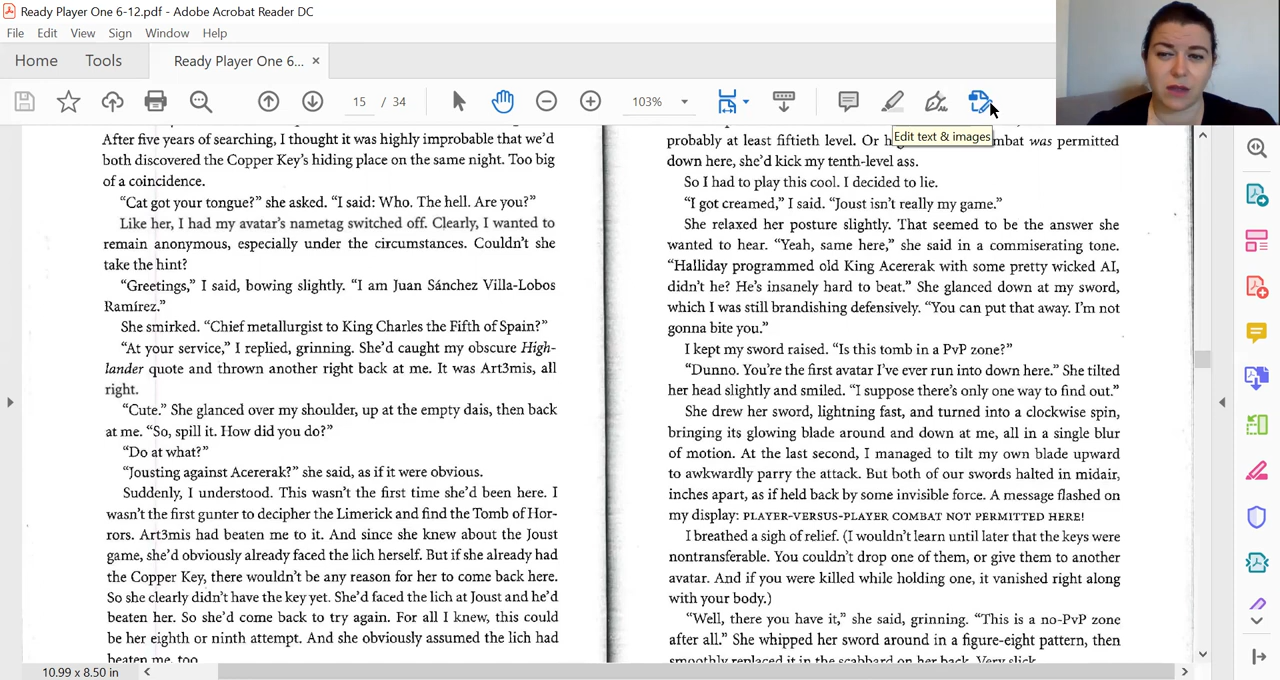 Ready Player One 6-12.pdf - Adobe Acrobat Reader DC
File Edit View Sign Window Help
Home Tools Ready Player One 6... ×
15 / 34 103%
Edit text & images
After five years of searching, I thought it was highly improbable that we'd
both discovered the Copper Key's hiding place on the same night. Too big
of a coincidence.
"Cat got your tongue?" she asked. "I said: Who. The hell. Are you?"
Like her, I had my avatar's nametag switched off. Clearly, I wanted to
remain anonymous, especially under the circumstances. Couldn't she
take the hint?
"Greetings," I said, bowing slightly. "I am Juan Sánchez Villa-Lobos
Ramírez."
She smirked. "Chief metallurgist to King Charles the Fifth of Spain?"
"At your service," I replied, grinning. She'd caught my obscure High-
lander quote and thrown another right back at me. It was Art3mis, all
right.
"Cute." She glanced over my shoulder, up at the empty dais, then back
at me. "So, spill it. How did you do?"
"Do at what?"
"Jousting against Acererak?" she said, as if it were obvious.
Suddenly, I understood. This wasn't the first time she'd been here. I
wasn't the first gunter to decipher the Limerick and find the Tomb of Hor-
rors. Art3mis had beaten me to it. And since she knew about the Joust
game, she'd obviously already faced the lich herself. But if she already had
the Copper Key, there wouldn't be any reason for her to come back here.
So she clearly didn't have the key yet. She'd faced the lich at Joust and he'd
beaten her. So she'd come back to try again. For all I knew, this could
be her eighth or ninth attempt. And she obviously assumed the lich had
beaten me, too
probably at least fiftieth level. Or mbat was permitted
down here, she'd kick my tenth-level ass.
So I had to play this cool. I decided to lie.
"I got creamed," I said. "Joust isn't really my game."
She relaxed her posture slightly. That seemed to be the answer she
wanted to hear. "Yeah, same here," she said in a commiserating tone.
"Halliday programmed old King Acererak with some pretty wicked AI,
didn't he? He's insanely hard to beat." She glanced down at my sword,
which I was still brandishing defensively. "You can put that away. I'm not
gonna bite you."
I kept my sword raised. "Is this tomb in a PvP zone?"
"Dunno. You're the first avatar I've ever run into down here." She tilted
her head slightly and smiled. "I suppose there's only one way to find out."
She drew her sword, lightning fast, and turned into a clockwise spin,
bringing its glowing blade around and down at me, all in a single blur
of motion. At the last second, I managed to tilt my own blade upward
to awkwardly parry the attack. But both of our swords halted in midair,
inches apart, as if held back by some invisible force. A message flashed on
my display: PLAYER-VERSUS-PLAYER COMBAT NOT PERMITTED HERE!
I breathed a sigh of relief. (I wouldn't learn until later that the keys were
nontransferable. You couldn't drop one of them, or give them to another
avatar. And if you were killed while holding one, it vanished right along
with your body.)
"Well, there you have it," she said, grinning. "This is a no-PvP zone
after all." She whipped her sword around in a figure-eight pattern, then
smoothly replaced it in the scabbard on her back. Very slick.
10.99 x 8.50 in